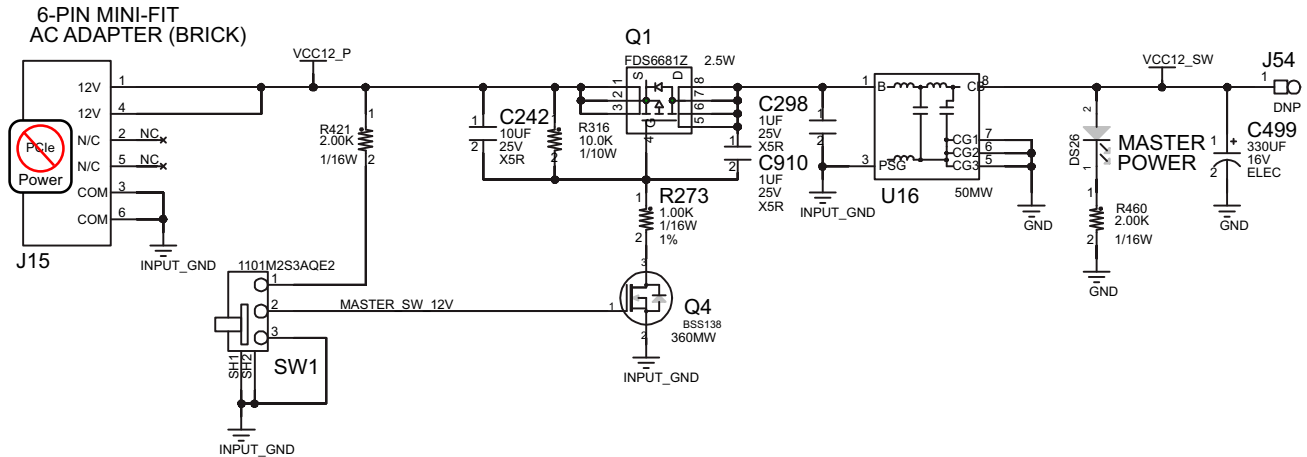 6-PIN MINI-FIT
AC ADAPTER (BRICK)
J15
12V 1
12V 4
N/C 2 NC
N/C 5 NC
COM 3
COM 6
PCIe
Power
INPUT_GND
VCC12_P
1
R421
2.00K
1/16W
2
1101M2S3AQE2
1
2
3
MASTER_SW_12V
SW1
SH1
SH2
INPUT_GND
1
C242
10UF
25V
X5R
2
1
R316
10.0K
1/10W
2
Q1
FDS6681Z 2.5W
S D
G
1
2
3
4
8
7
6
5
1
R273
1.00K
1/16W
1%
2
3
1
2
Q4
BSS138
360MW
INPUT_GND
C298
1UF
25V
X5R
1
2
C910
1UF
25V
X5R
1
2
INPUT_GND
1 B
3 PSG
CB 8
CG1 7
CG2 6
CG3 5
U16
50MW
GND
2
DS26
1
MASTER
POWER
1
R460
2.00K
1/16W
2
GND
VCC12_SW
1
C499
330UF
16V
ELEC
+
2
GND
J54
1
DNP